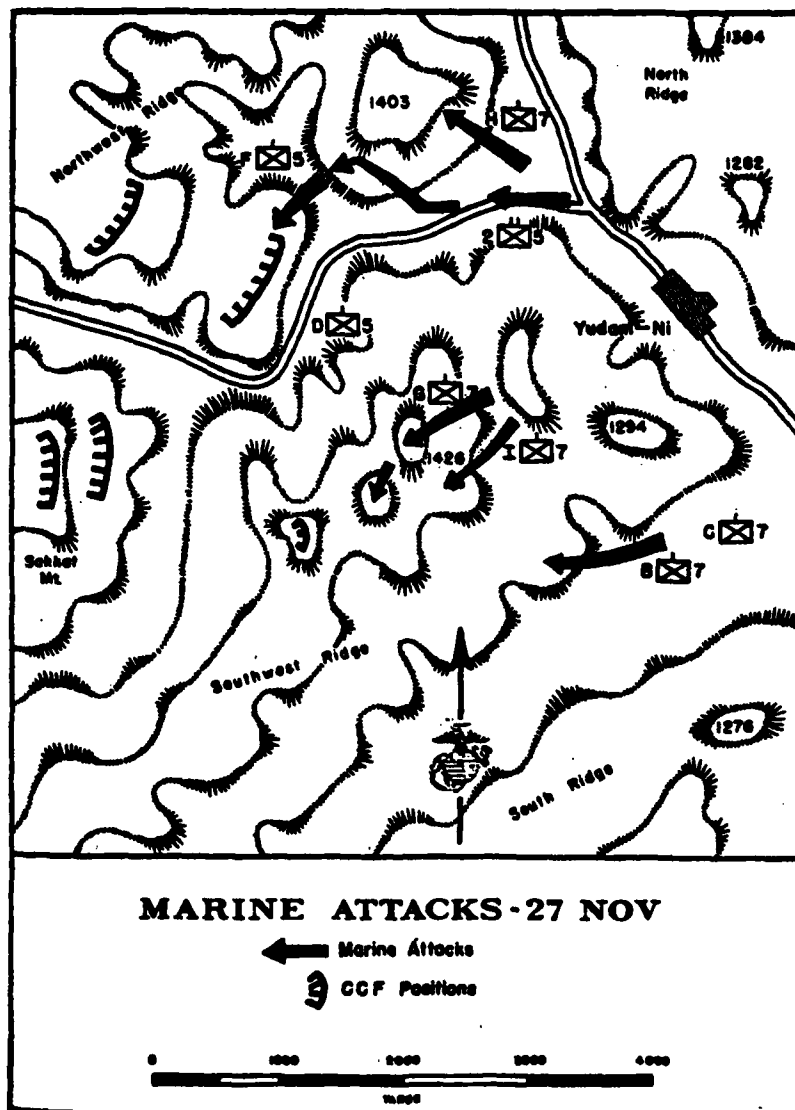 1384
North
Ridge
1403
H 7
Northwest Ridge
F 5
1282
2 5
D 5
Yudam-Ni
G 7
1294
I 7
1426
C 7
Sakkat
Mt.
B 7
Southwest Ridge
1276
South Ridge
MARINE ATTACKS-27 NOV
Marine Attacks
CCF Positions
0 1000 2000 3000 4000
YARDS